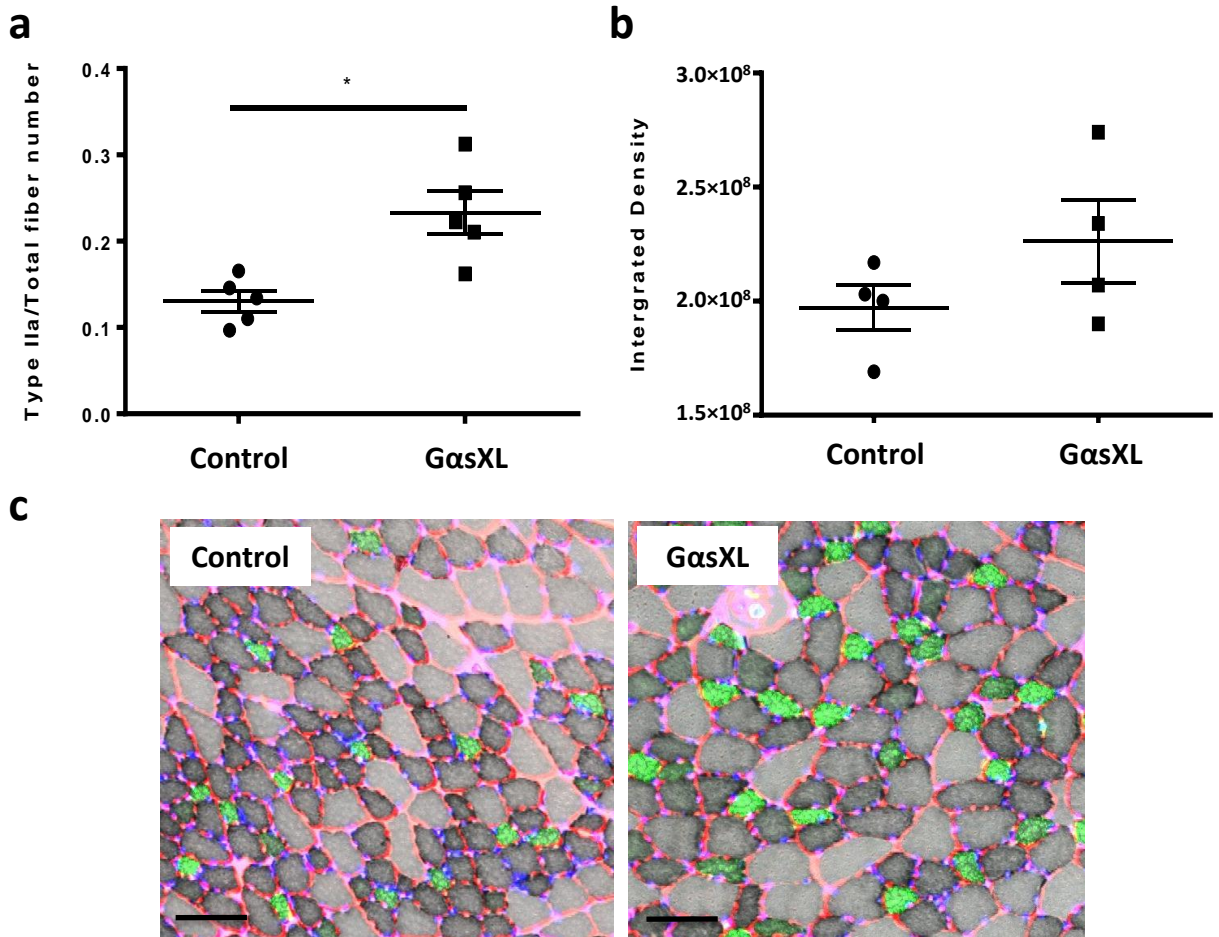 a
Type IIa/Total fiber number
0.4
0.3
0.2
0.1
0.0
*
Control
GαsXL
b
Intergrated Density
3.0×10⁸
2.5×10⁸
2.0×10⁸
1.5×10⁸
Control
GαsXL
c
Control
GαsXL